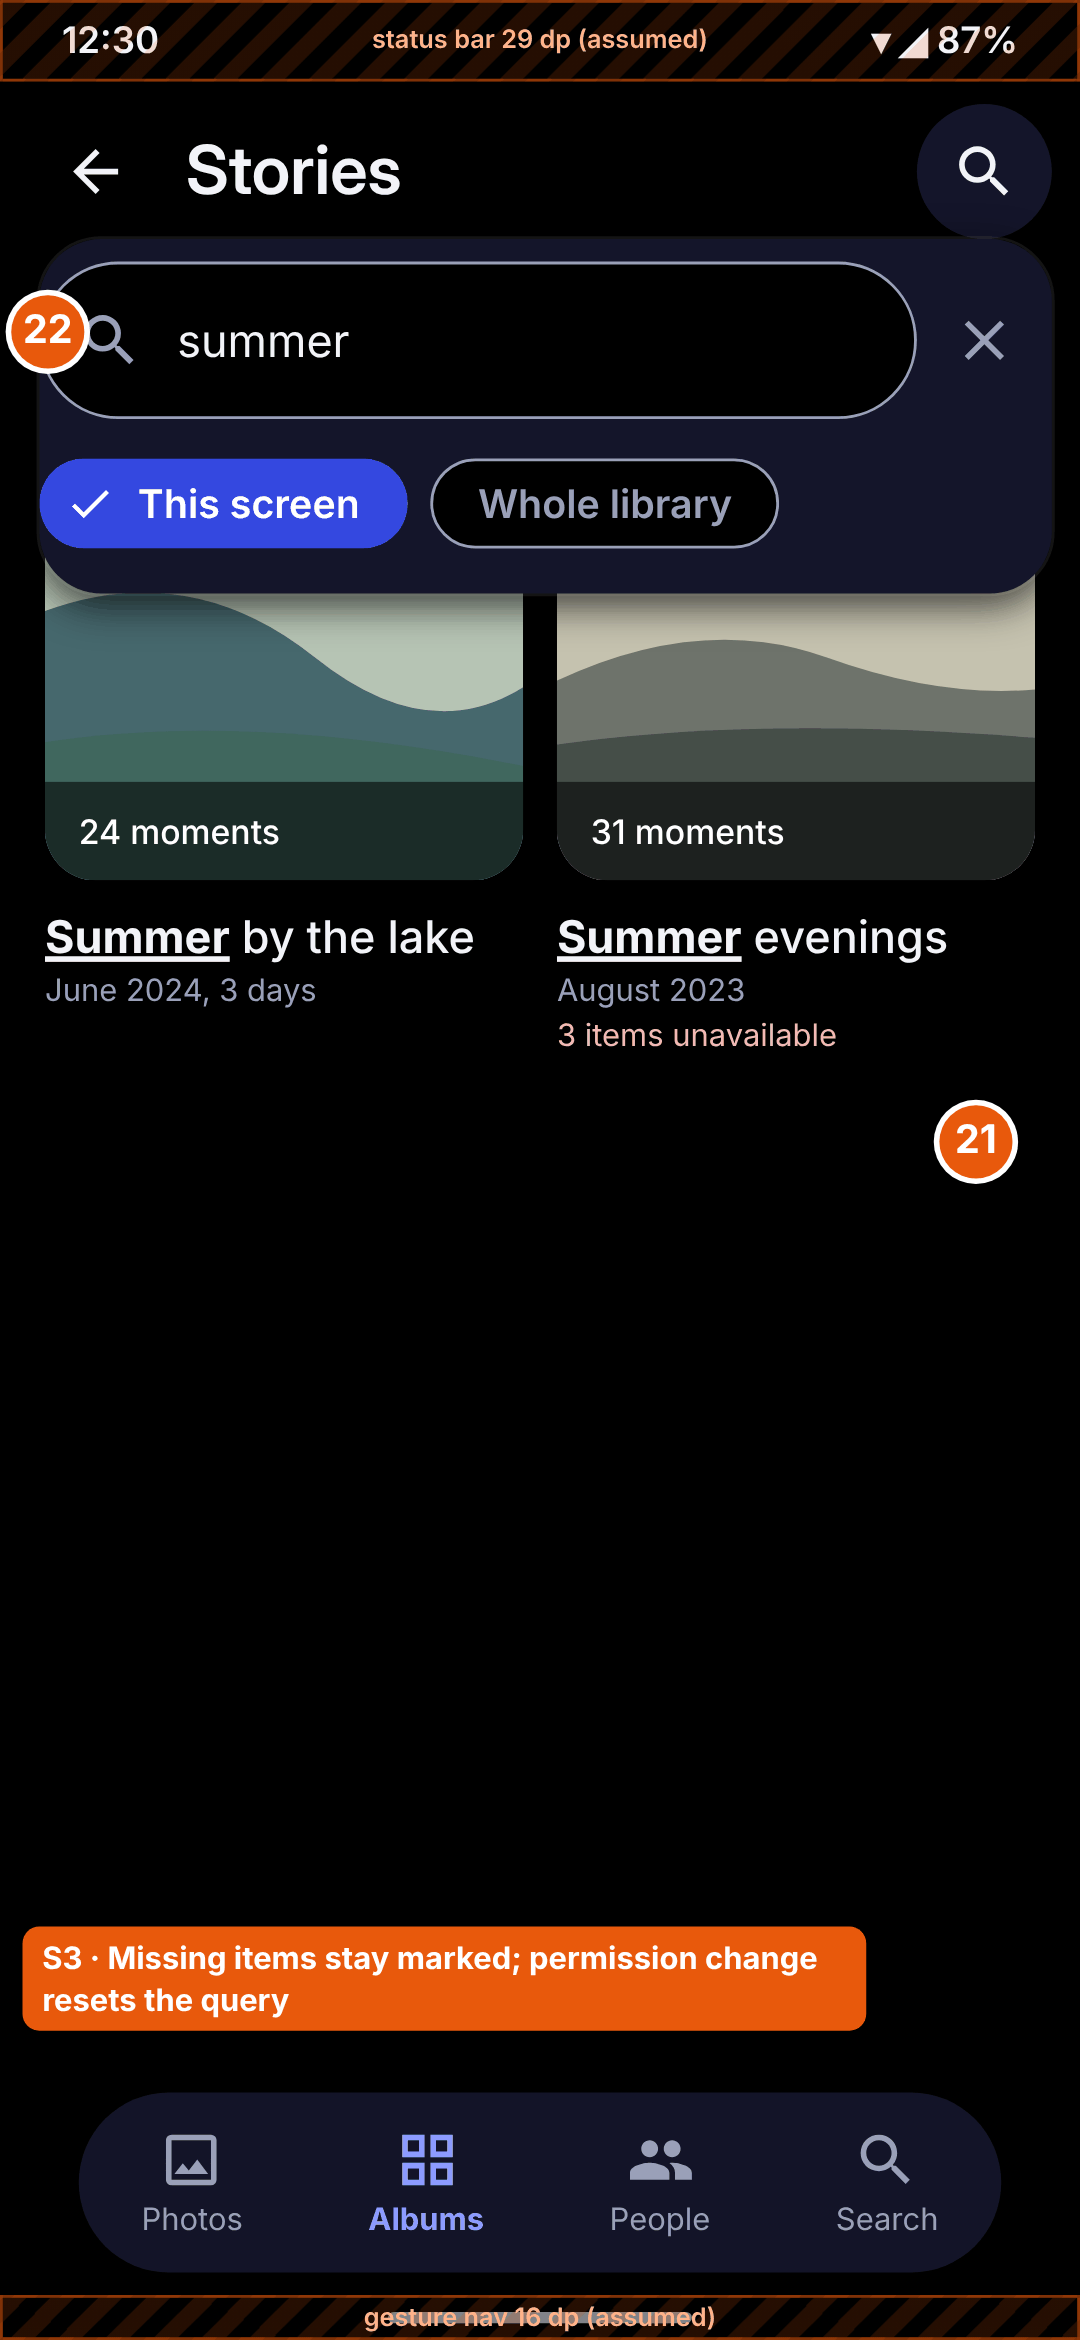 12:30
status bar 29 dp (assumed)
87%
Stories
22
summer
This screen
Whole library
24 moments
31 moments
Summer by the lake
Summer evenings
June 2024, 3 days
August 2023
3 items unavailable
21
S3 · Missing items stay marked; permission change
resets the query
Photos
Albums
People
Search
gesture nav 16 dp (assumed)